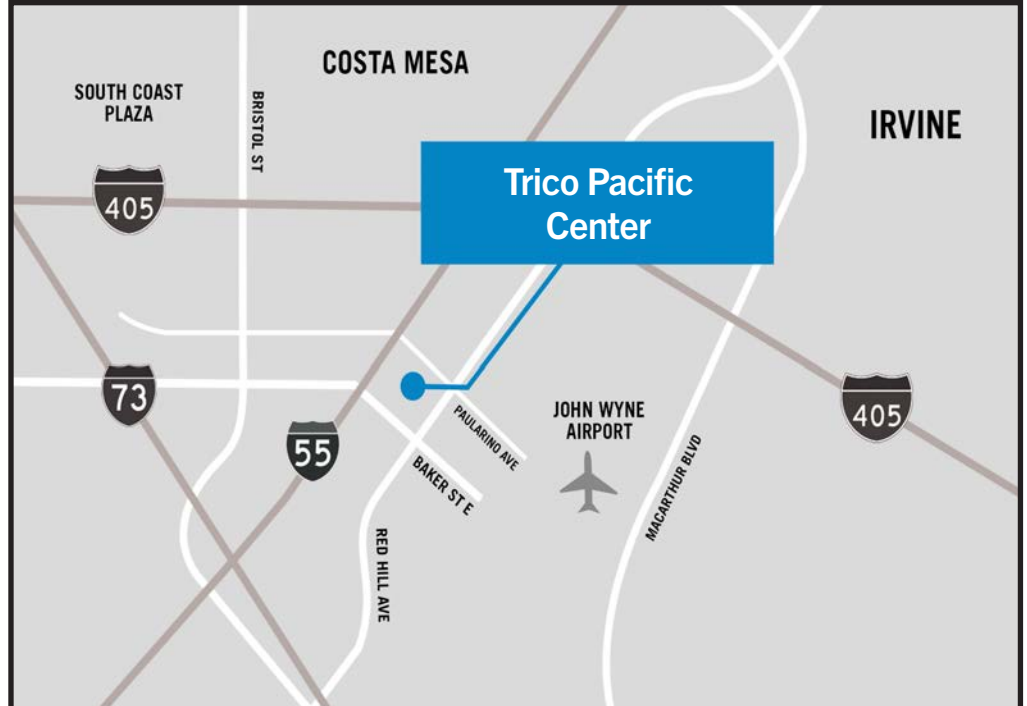 COSTA MESA
SOUTH COAST
PLAZA
BRISTOL ST
IRVINE
405
Trico Pacific
Center
73
55
PAULARINO AVE
BAKER ST E
RED HILL AVE
JOHN WYNE
AIRPORT
MACARTHUR BLVD
405